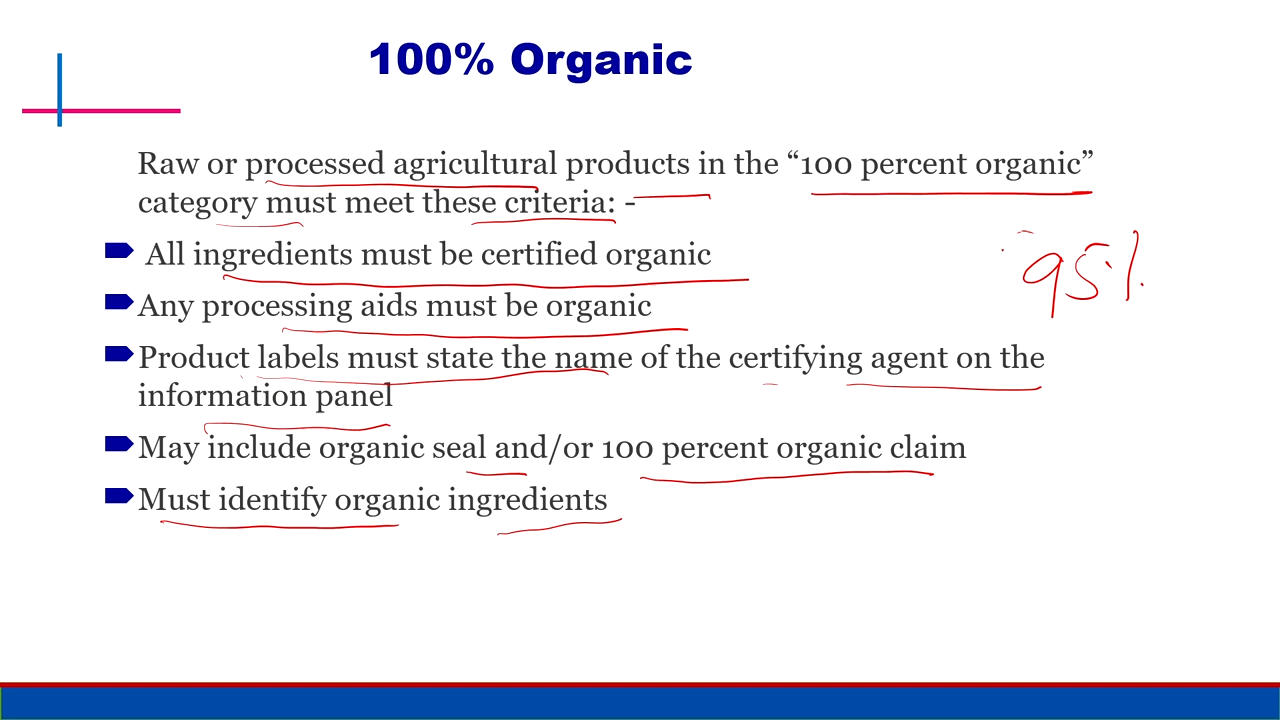 100% Organic
Raw or processed agricultural products in the “100 percent organic”
category must meet these criteria: -
All ingredients must be certified organic
95%
Any processing aids must be organic
Product labels must state the name of the certifying agent on the
information panel
May include organic seal and/or 100 percent organic claim
Must identify organic ingredients